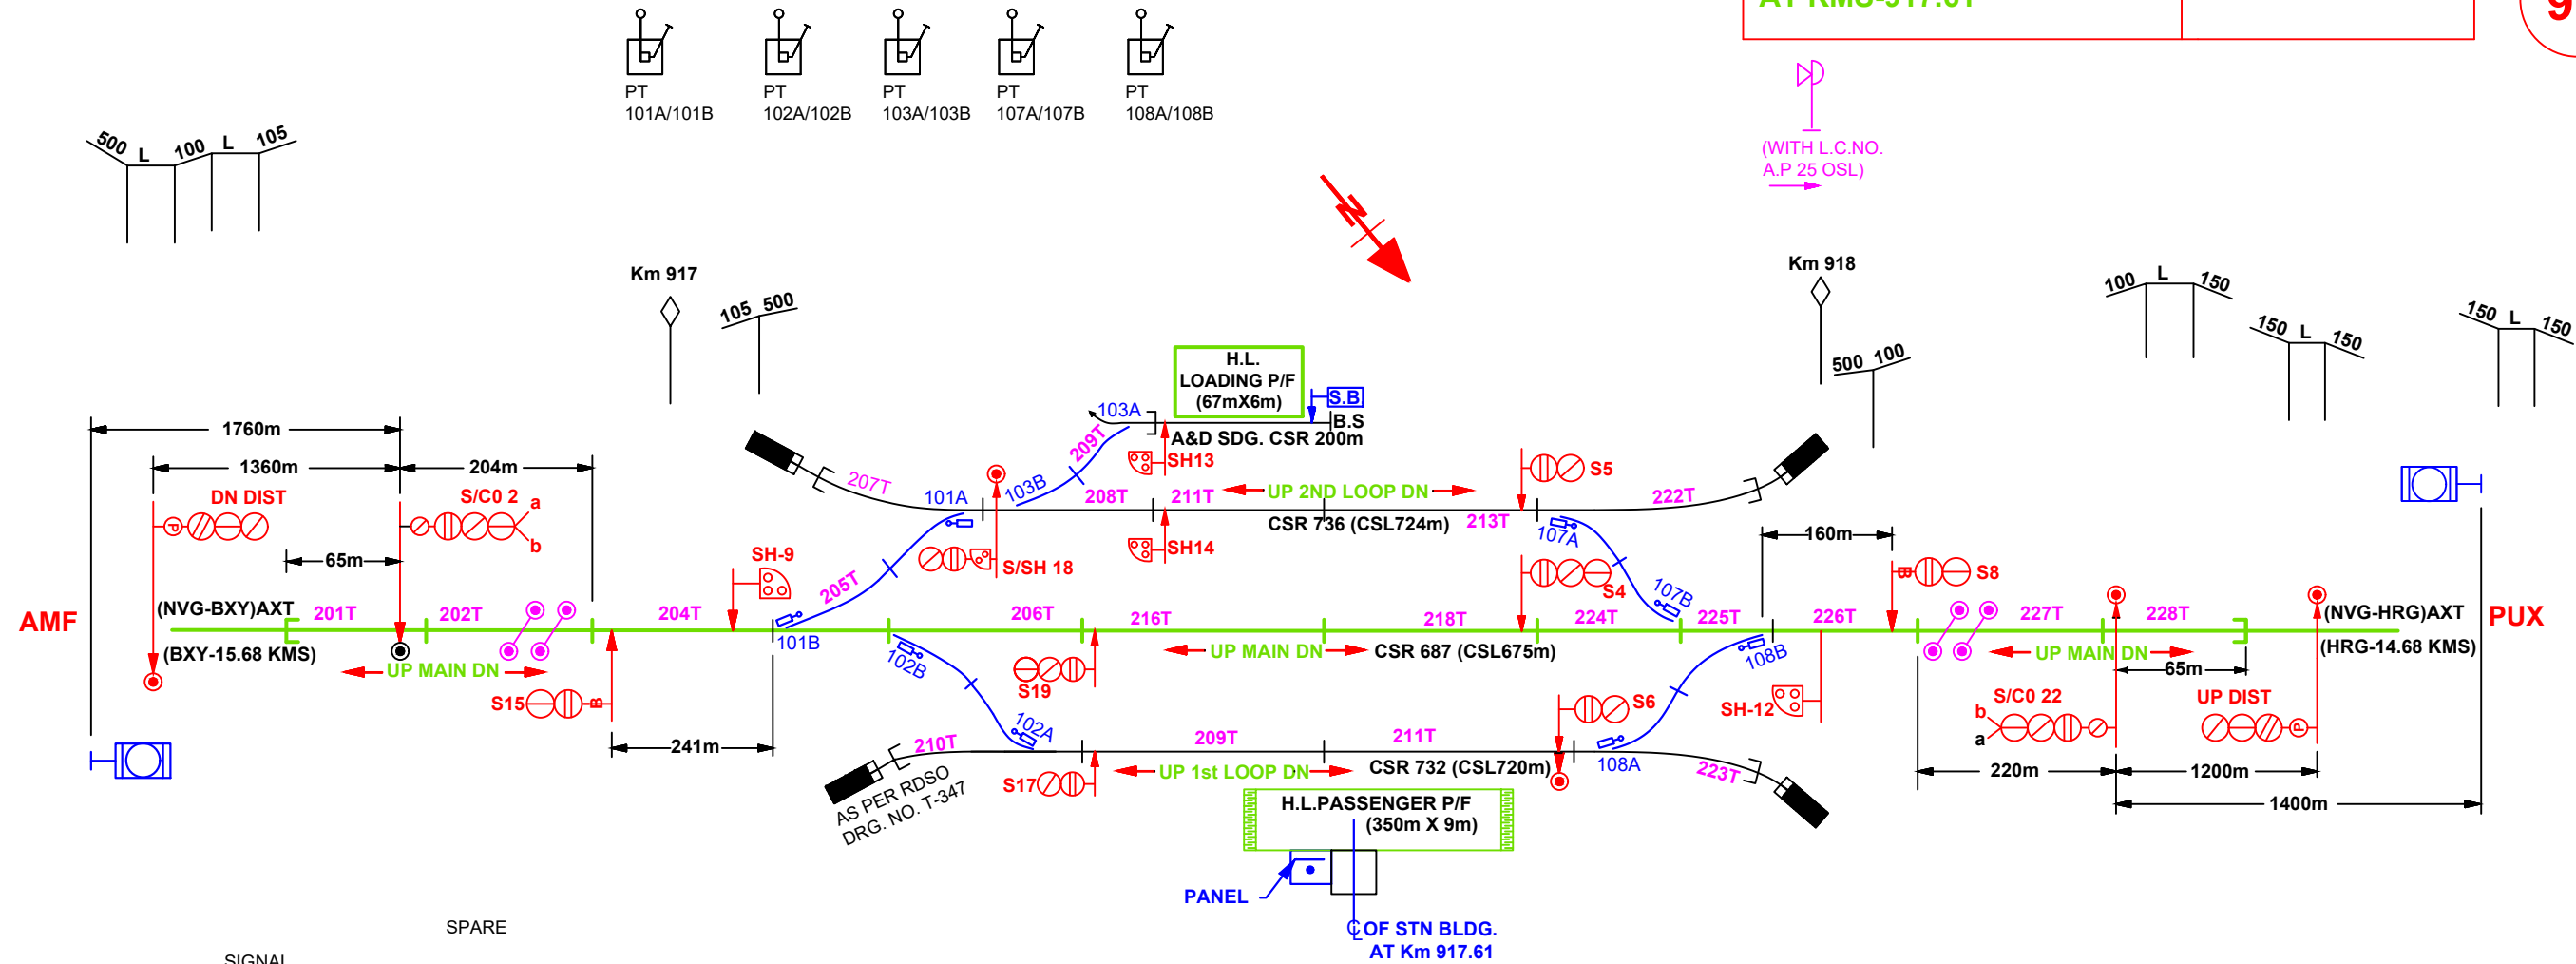 AT KMS-917.61
9
PT
101A/101B
PT
102A/102B
PT
103A/103B
PT
107A/107B
PT
108A/108B
(WITH L.C.NO.
A.P 25 OSL)
500 L 100 L 105
N
Km 917
105 500
Km 918
500 100
100 L 150
150 L 150
150 L 150
H.L.
LOADING P/F
(67mX6m)
S.B.
B.S
103A
A&D SDG. CSR 200m
209T
SH13
1760m
1360m
204m
DN DIST
S/C0 2
a
b
P
65m
207T
101A
103B
208T
211T
UP 2ND LOOP DN
CSR 736 (CSL724m)
213T
S5
222T
107A
SH-9
S/SH 18
SH14
160m
S8
B
205T
S4
107B
AMF
(NVG-BXY)AXT
201T
202T
204T
206T
216T
218T
224T
225T
226T
227T
228T
(NVG-HRG)AXT
PUX
(BXY-15.68 KMS)
UP MAIN DN
101B
102B
UP MAIN DN
CSR 687 (CSL675m)
108B
UP MAIN DN
(HRG-14.68 KMS)
65m
S15
B
S19
SH-12
S/C0 22
b
a
UP DIST
P
241m
102A
210T
209T
211T
S6
108A
223T
UP 1st LOOP DN
CSR 732 (CSL720m)
S17
220m
1200m
1400m
AS PER RDSO
DRG. NO. T-347
H.L.PASSENGER P/F
(350m X 9m)
PANEL
SPARE
CL OF STN BLDG.
AT Km 917.61
SIGNAL